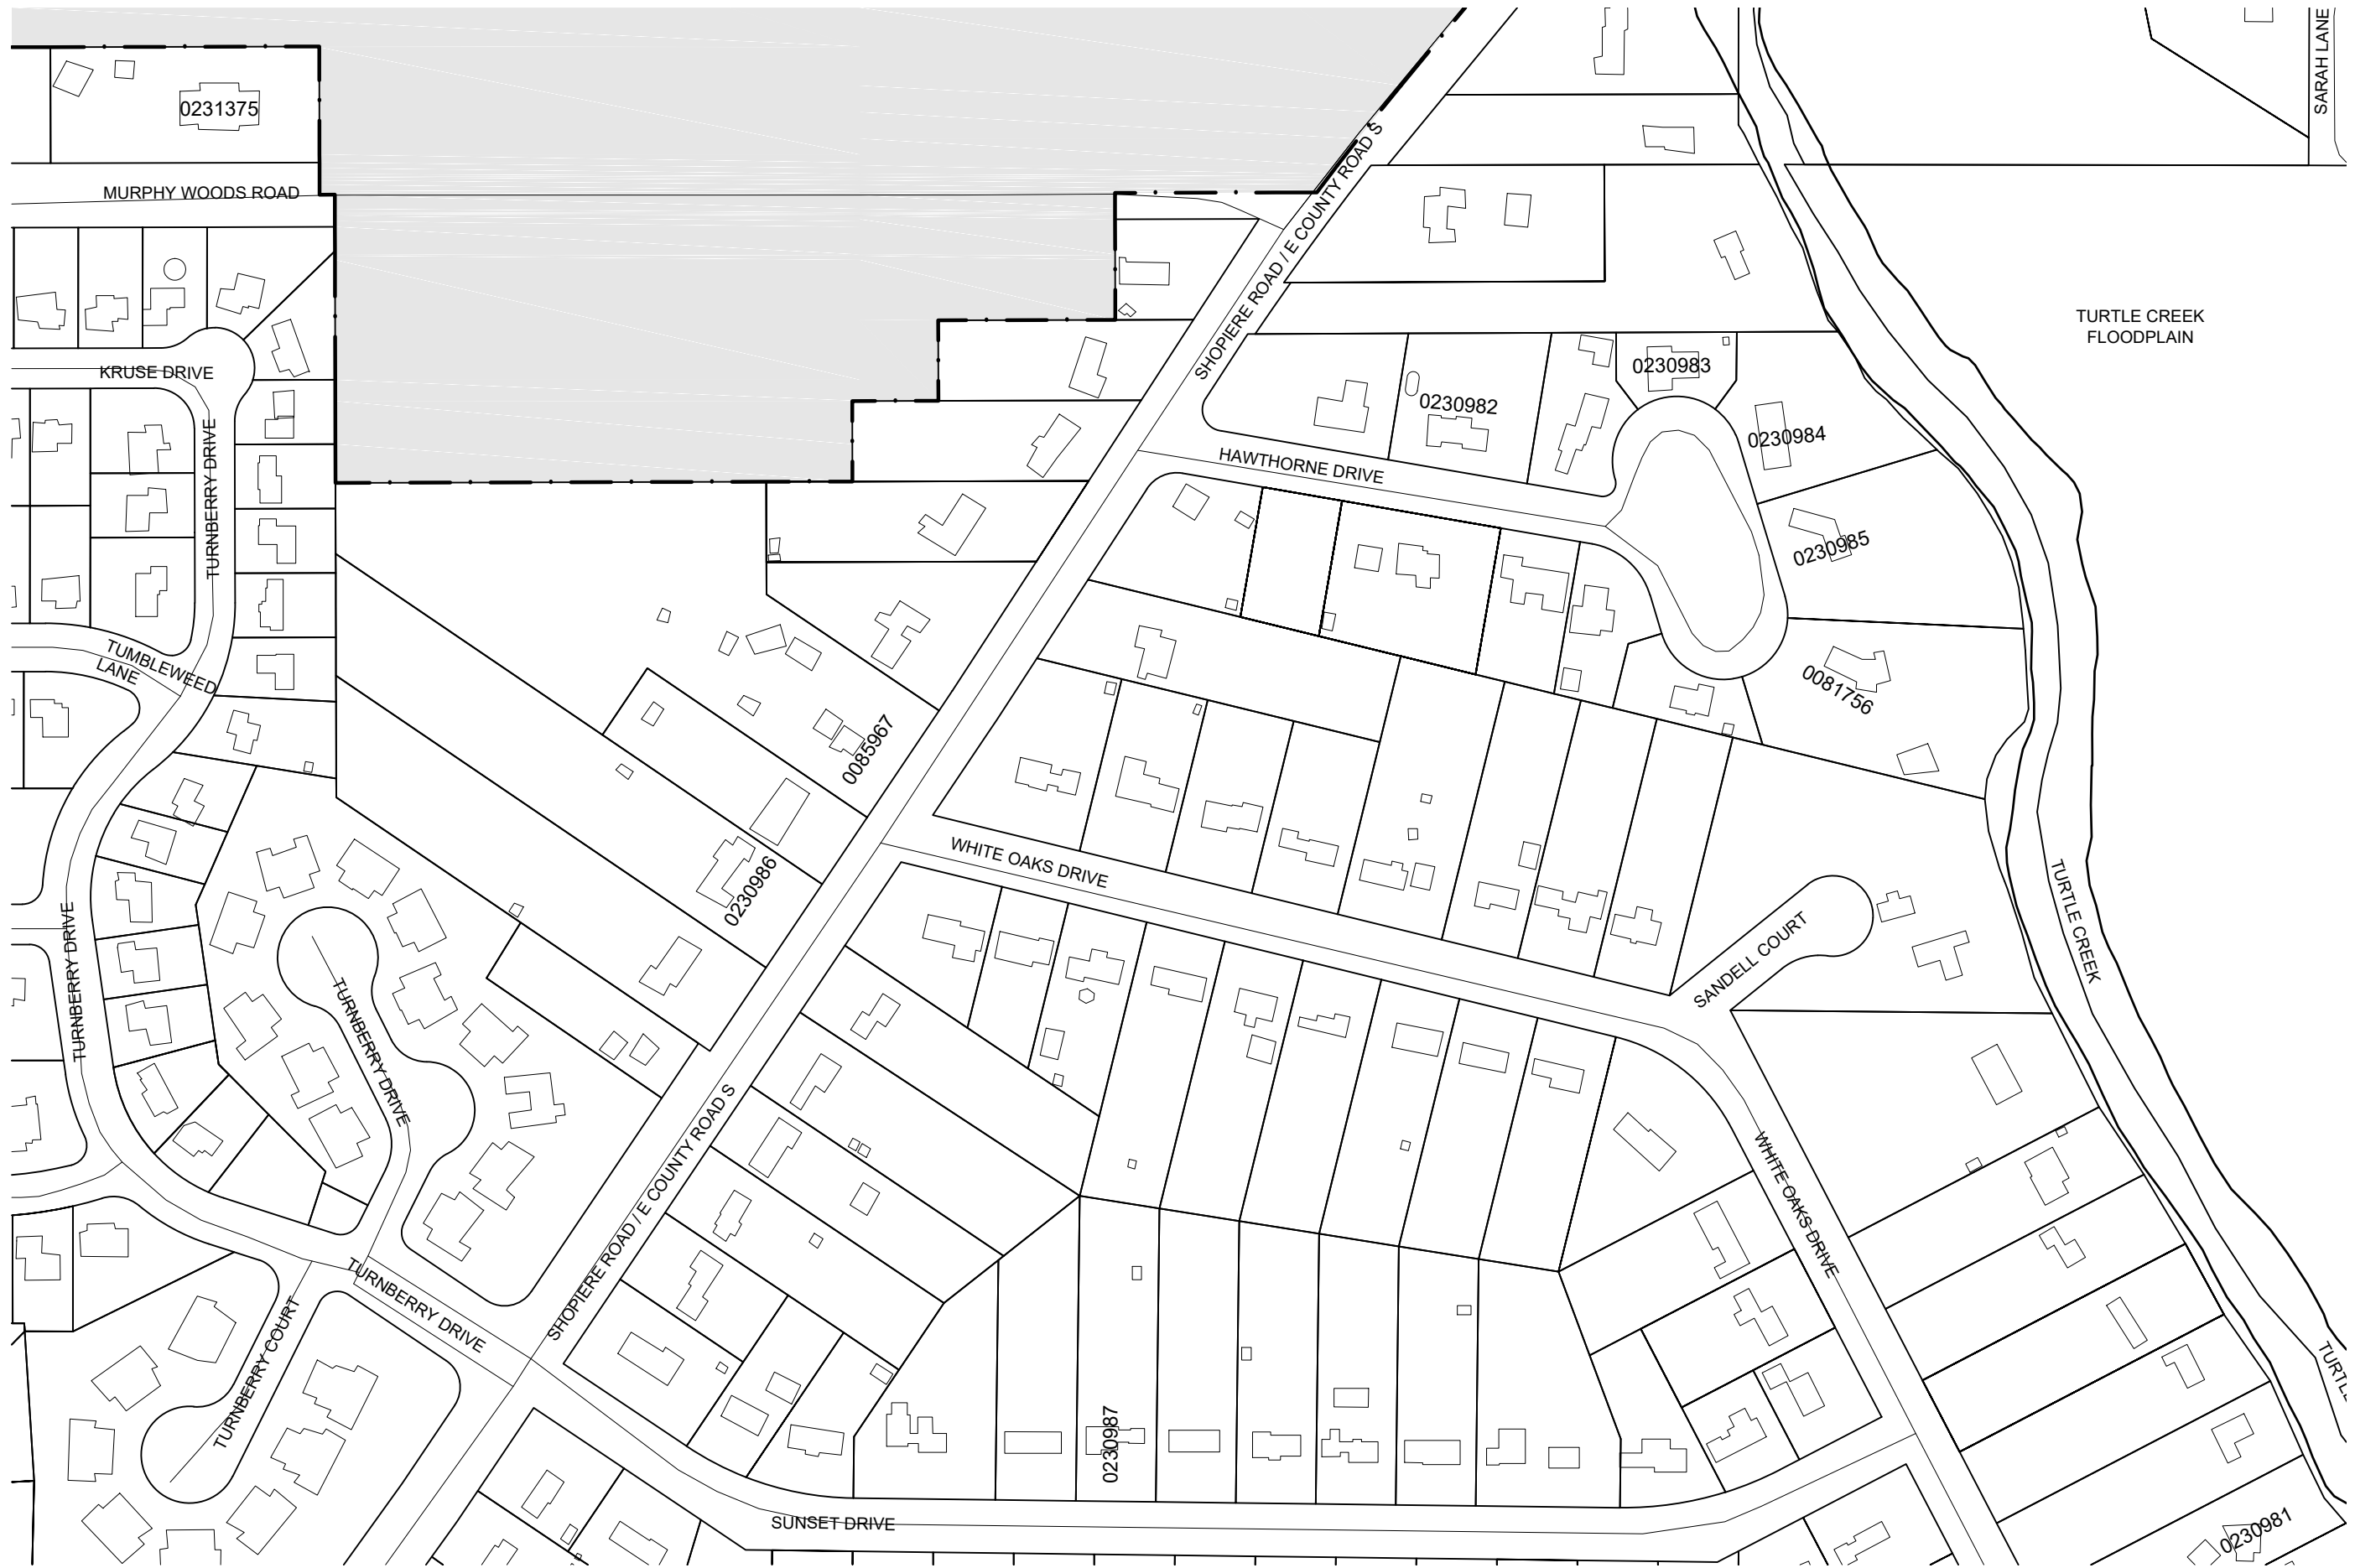 SARAH LANE
0231375
SHOPIERE ROAD / E COUNTY ROAD S
MURPHY WOODS ROAD
TURTLE CREEK
FLOODPLAIN
KRUSE DRIVE
0230983
0230982
TURNBERRY DRIVE
0230984
HAWTHORNE DRIVE
0230985
TUMBLEWEED
LANE
0081756
0085967
WHITE OAKS DRIVE
0230986
TURTLE CREEK
SANDELL COURT
TURNBERRY DRIVE
TURNBERRY DRIVE
SHOPIERE ROAD / E COUNTY ROAD S
WHITE OAKS DRIVE
TURNBERRY DRIVE
TURNBERRY COURT
TURTLE
0230987
SUNSET DRIVE
0230981